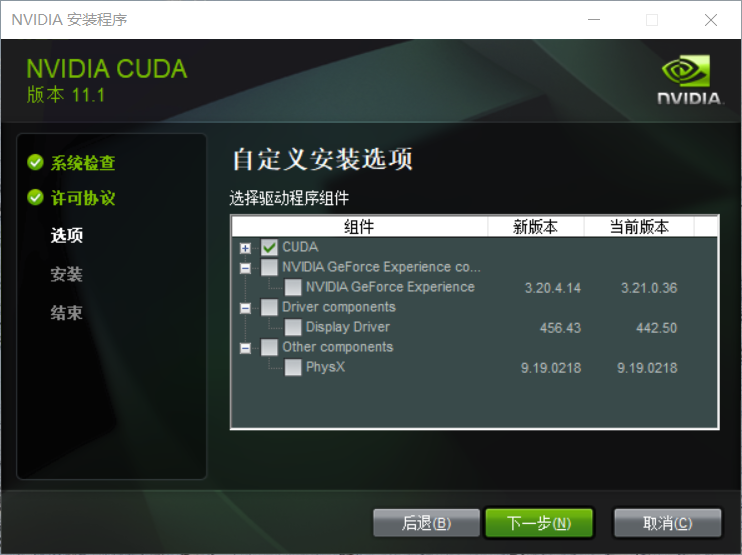 NVIDIA 安装程序
NVIDIA CUDA
版本 11.1
NVIDIA.
系统检查
许可协议
选项
安装
结束
自定义安装选项
选择驱动程序组件
组件 新版本 当前版本
CUDA
NVIDIA GeForce Experience co...
NVIDIA GeForce Experience 3.20.4.14 3.21.0.36
Driver components
Display Driver 456.43 442.50
Other components
PhysX 9.19.0218 9.19.0218
后退(B) 下一步(N) 取消(C)